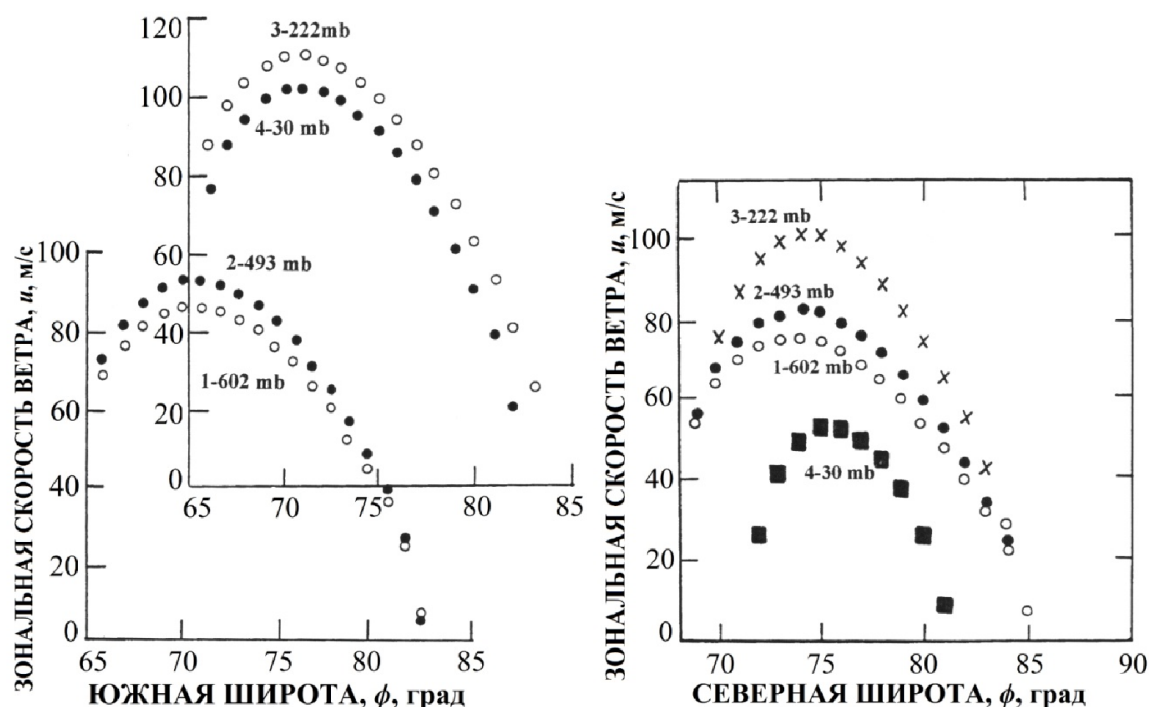 120
100
80
60
40
20
0
65
70
75
80
85
3-222mb
4-30 mb
ЗОНАЛЬНАЯ СКОРОСТЬ ВЕТРА, u, м/с
100
80
60
40
20
0
65
70
75
80
85
2-493 mb
1-602 mb
ЮЖНАЯ ШИРОТА, ϕ, град
ЗОНАЛЬНАЯ СКОРОСТЬ ВЕТРА, u, м/с
100
80
60
40
20
0
70
75
80
85
90
3-222 mb
2-493 mb
1-602 mb
4-30 mb
СЕВЕРНАЯ ШИРОТА, ϕ, град